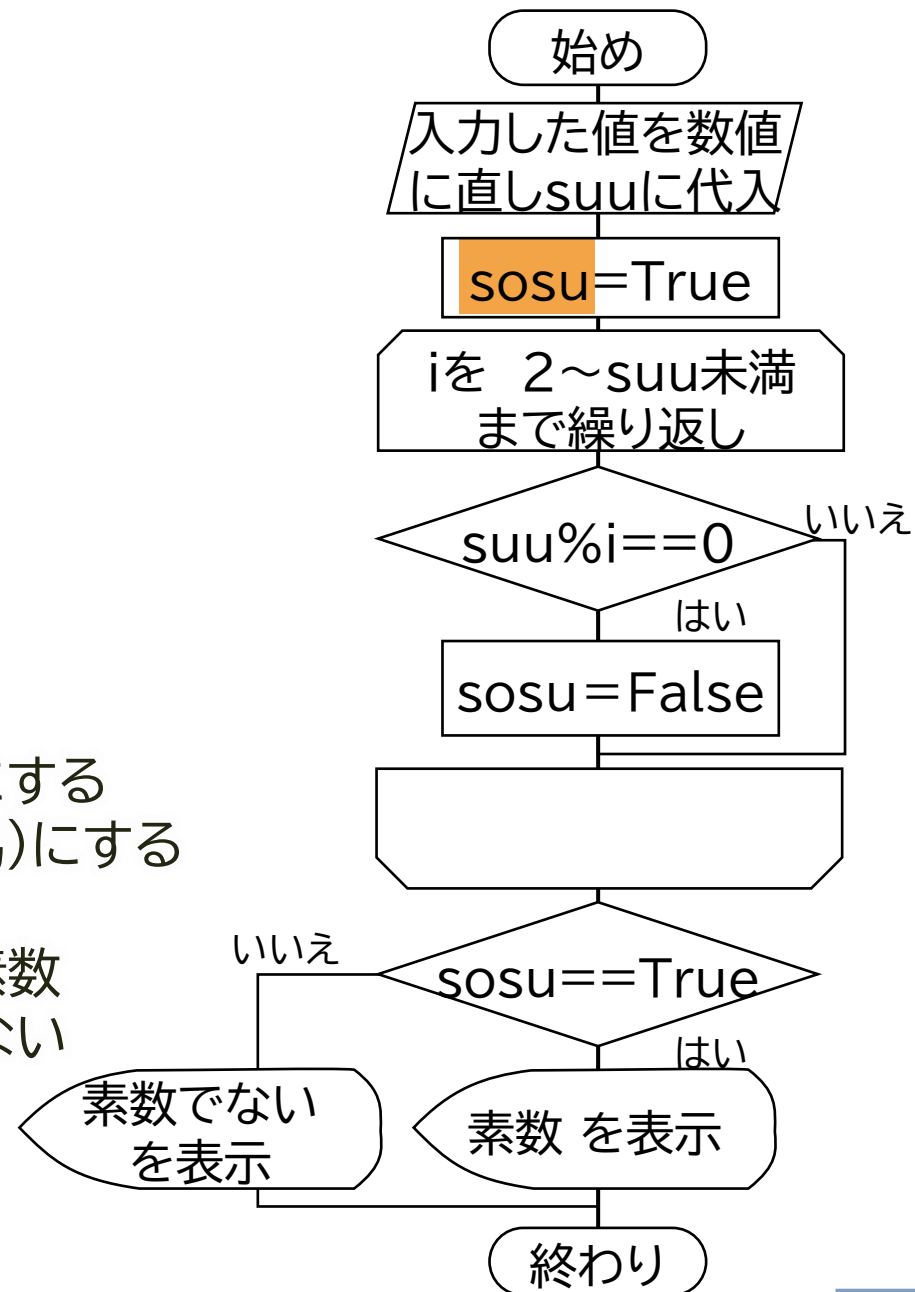 始め
入力した値を数値
に直しsuuに代入
sosu=True
iを 2～suu未満
まで繰り返し
suu%i==0
いいえ
はい
sosu=False
にする
)にする
素数
ない
いいえ
sosu==True
はい
素数でない
を表示
素数 を表示
終わり